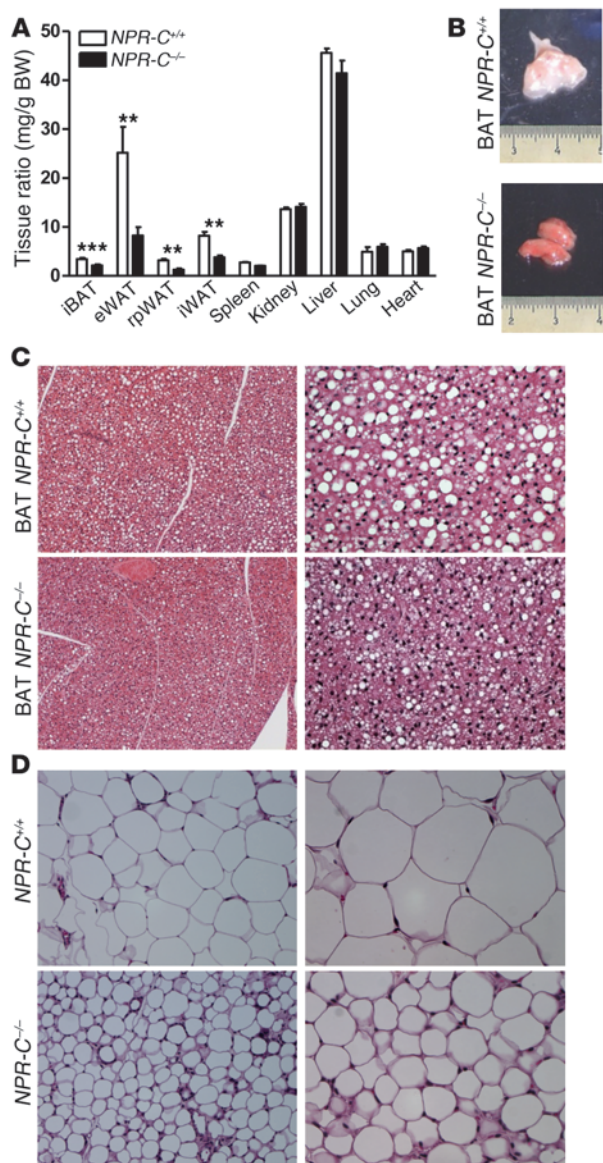 A
NPR-C+/+
NPR-C–/–
Tissue ratio (mg/g BW)
50
40
30
20
10
0
***
**
**
**
iBAT
eWAT
rpWAT
iWAT
Spleen
Kidney
Liver
Lung
Heart
B
BAT NPR-C+/+
3
4
5
BAT NPR-C–/–
2
3
4
C
BAT NPR-C+/+
BAT NPR-C–/–
D
NPR-C+/+
NPR-C–/–